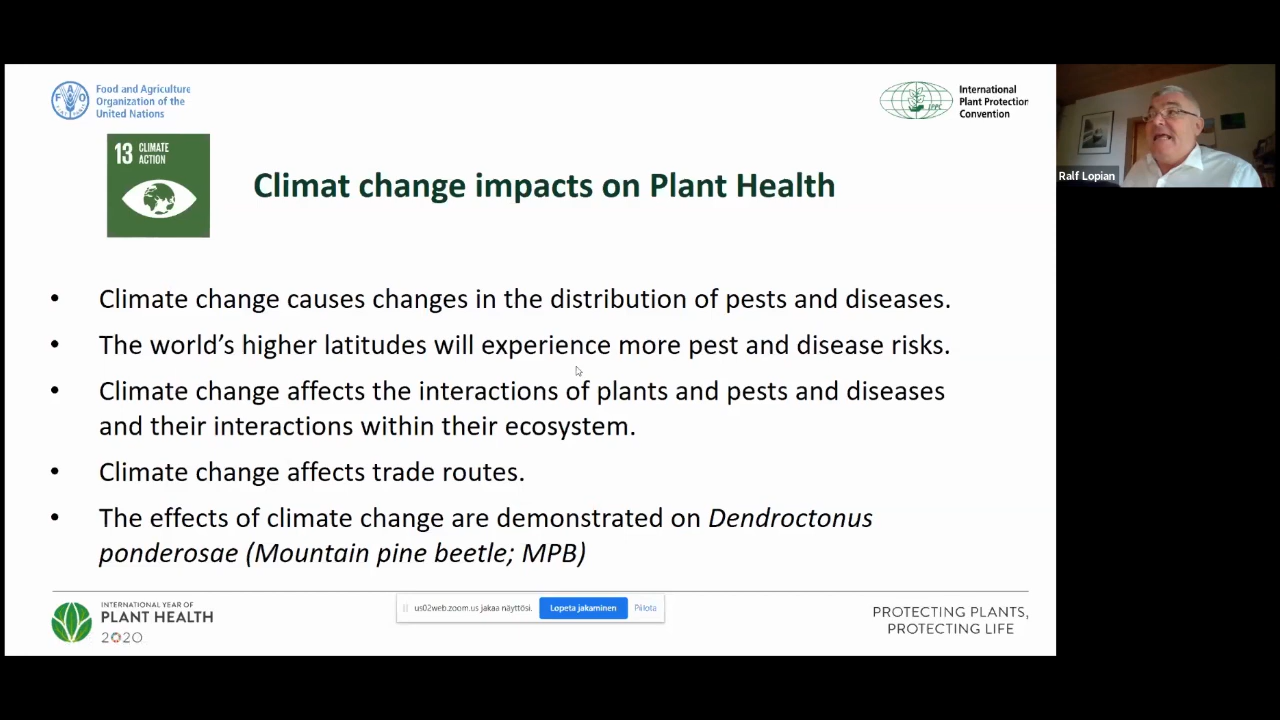 Food and Agriculture
Organization of the
United Nations
International
Plant Protection
Convention
IPPC
13 CLIMATE
ACTION
Climat change impacts on Plant Health
Ralf Lopian
• Climate change causes changes in the distribution of pests and diseases.
• The world's higher latitudes will experience more pest and disease risks.
• Climate change affects the interactions of plants and pests and diseases
and their interactions within their ecosystem.
• Climate change affects trade routes.
• The effects of climate change are demonstrated on Dendroctonus
ponderosae (Mountain pine beetle; MPB)
INTERNATIONAL YEAR OF
PLANT HEALTH
2020
us02web.zoom.us jakaa näyttösi.
Lopeta jakaminen
Piilota
PROTECTING PLANTS,
PROTECTING LIFE